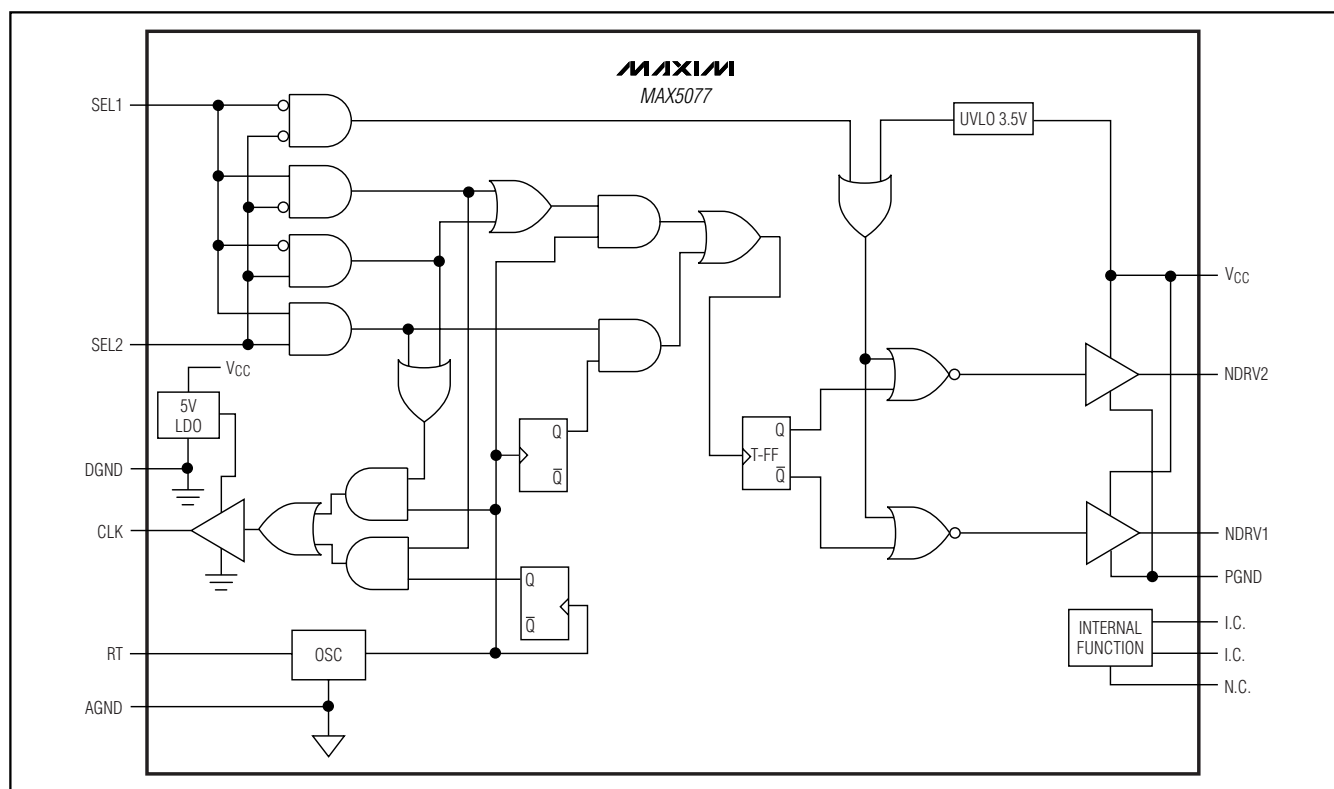 MAXIM
MAX5077
SEL1
UVLO 3.5V
VCC
SEL2
VCC
NDRV2
5V
LDO
Q
Q
T-FF
DGND
Q̅
Q̅
CLK
NDRV1
PGND
Q
I.C.
INTERNAL
FUNCTION
Q̅
RT
OSC
I.C.
N.C.
AGND